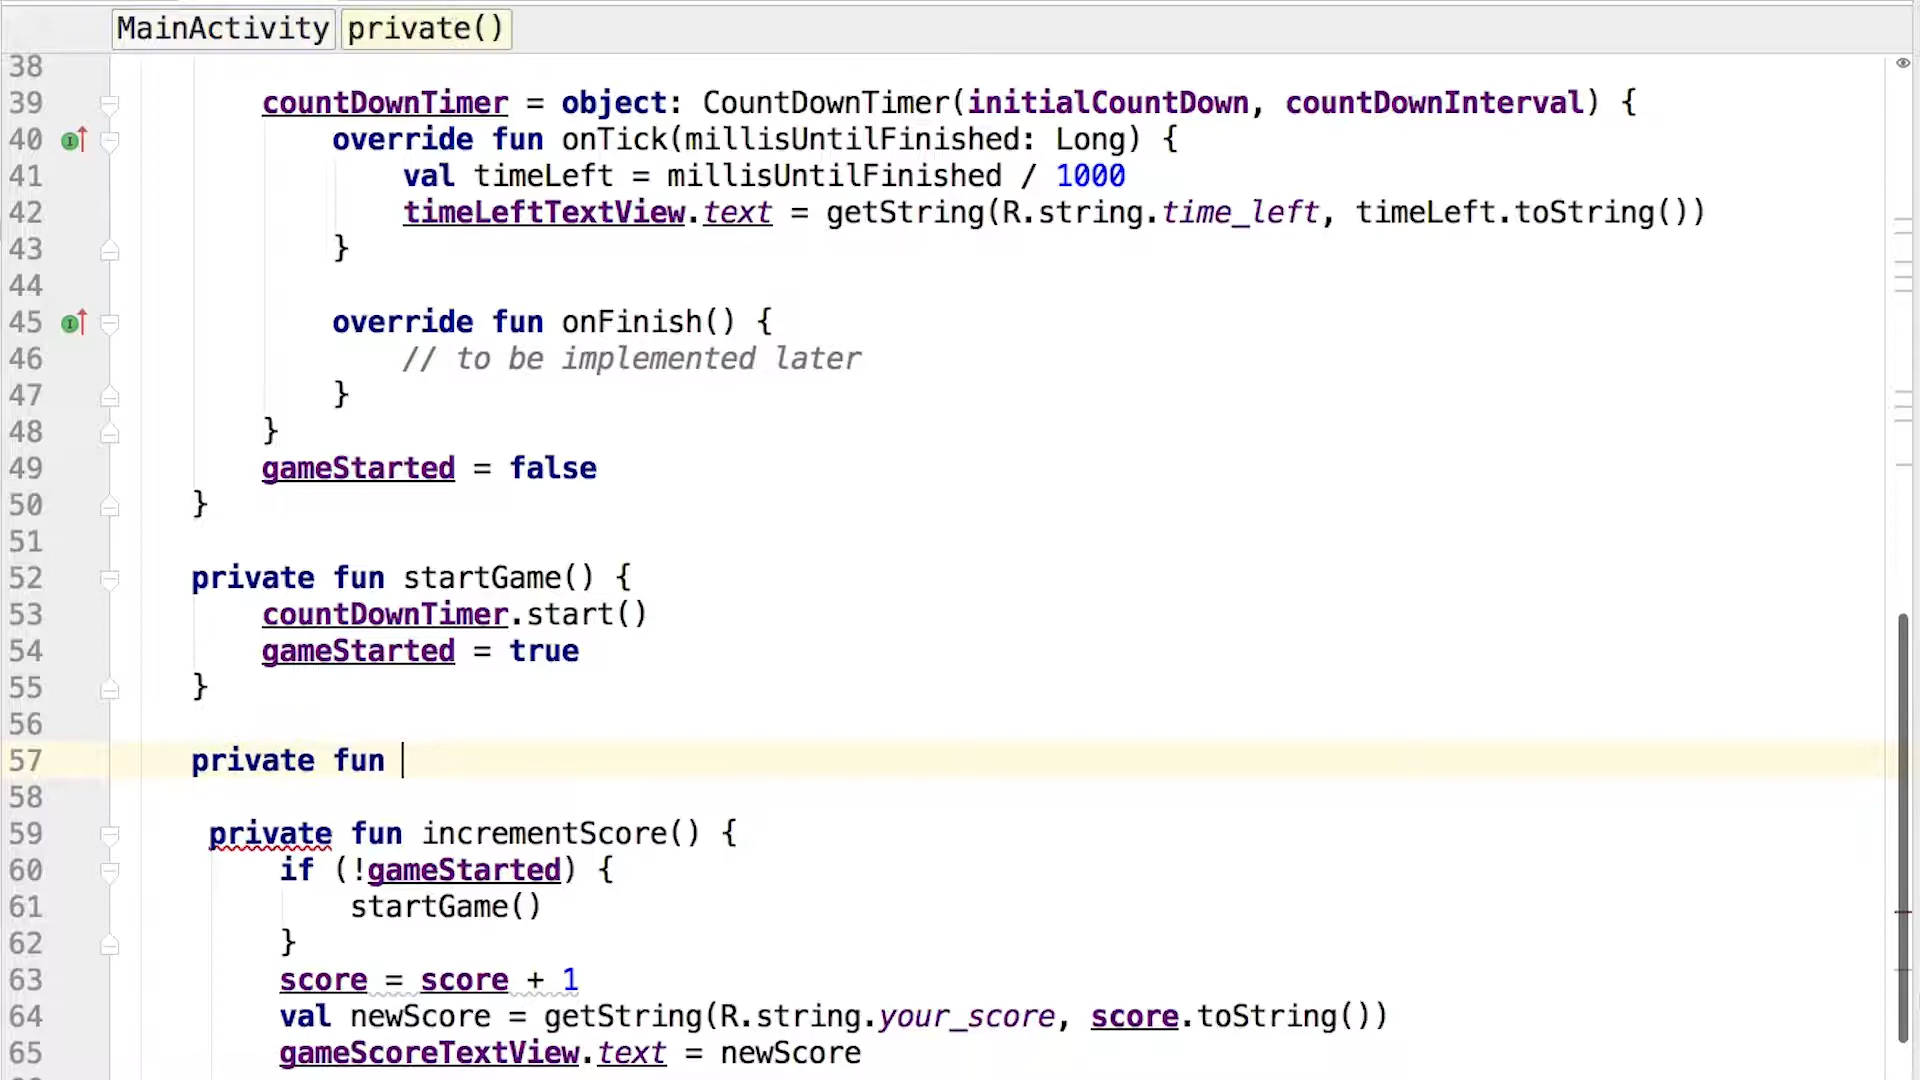 MainActivity private()
38
39 countDownTimer = object: CountDownTimer(initialCountDown, countDownInterval) {
40 override fun onTick(millisUntilFinished: Long) {
41 val timeLeft = millisUntilFinished / 1000
42 timeLeftTextView.text = getString(R.string.time_left, timeLeft.toString())
43 }
44
45 override fun onFinish() {
46 // to be implemented later
47 }
48 }
49 gameStarted = false
50 }
51
52 private fun startGame() {
53 countDownTimer.start()
54 gameStarted = true
55 }
56
57 private fun
58
59 private fun incrementScore() {
60 if (!gameStarted) {
61 startGame()
62 }
63 score = score + 1
64 val newScore = getString(R.string.your_score, score.toString())
65 gameScoreTextView.text = newScore